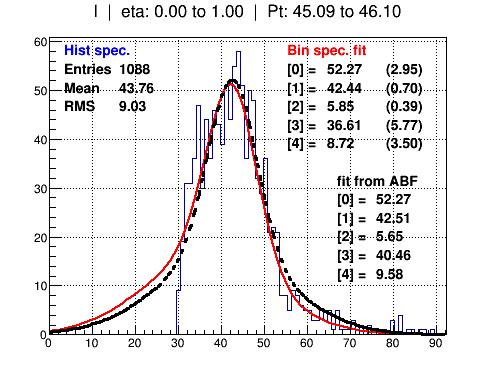 I | eta: 0.00 to 1.00 | Pt: 45.09 to 46.10
Hist spec.
Entries 1088
Mean 43.76
RMS 9.03
Bin spec. fit
[0] = 52.27 (2.95)
[1] = 42.44 (0.70)
[2] = 5.85 (0.39)
[3] = 36.61 (5.77)
[4] = 8.72 (3.50)
fit from ABF
[0] = 52.27
[1] = 42.51
[2] = 5.65
[3] = 40.46
[4] = 9.58
60
50
40
30
20
10
0
0 10 20 30 40 50 60 70 80 90